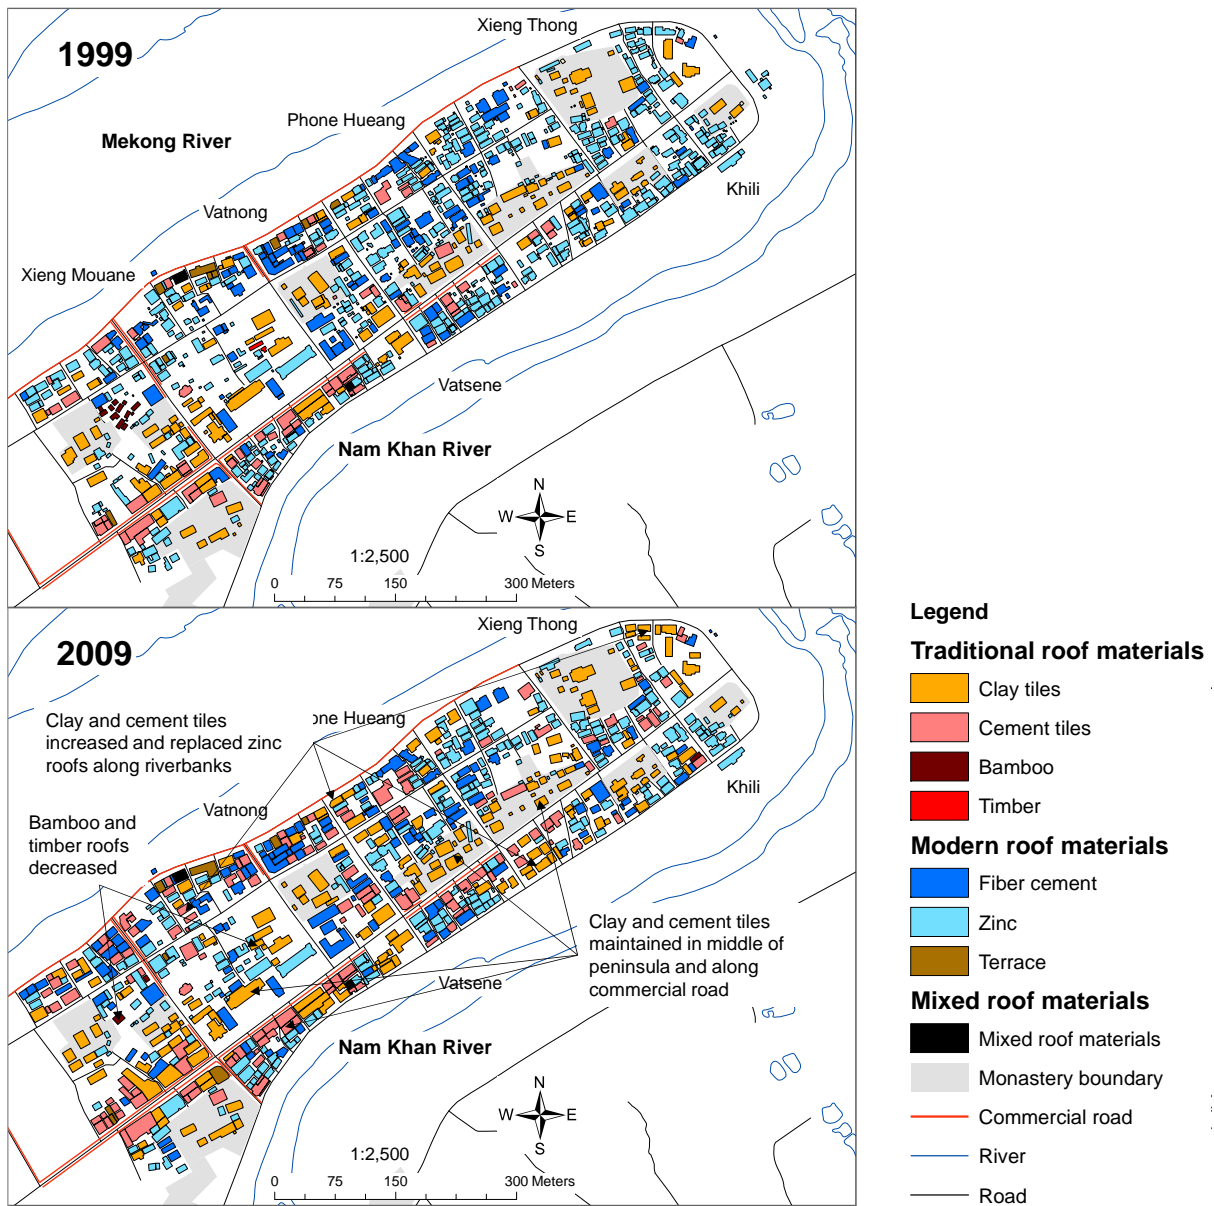 1999
Xieng Thong
Phone Hueang
Mekong River
Khili
Vatnong
Xieng Mouane
Vatsene
Nam Khan River
N
W E
S
1:2,500
0 75 150 300 Meters
2009
Xieng Thong
Clay and cement tiles
increased and replaced zinc
roofs along riverbanks
one Hueang
Khili
Vatnong
Bamboo and
timber roofs
decreased
Clay and cement tiles
maintained in middle of
peninsula and along
commercial road
Vatsene
Nam Khan River
N
W E
S
1:2,500
0 75 150 300 Meters
Legend
Traditional roof materials
Clay tiles
Cement tiles
Bamboo
Timber
Modern roof materials
Fiber cement
Zinc
Terrace
Mixed roof materials
Mixed roof materials
Monastery boundary
Commercial road
River
Road